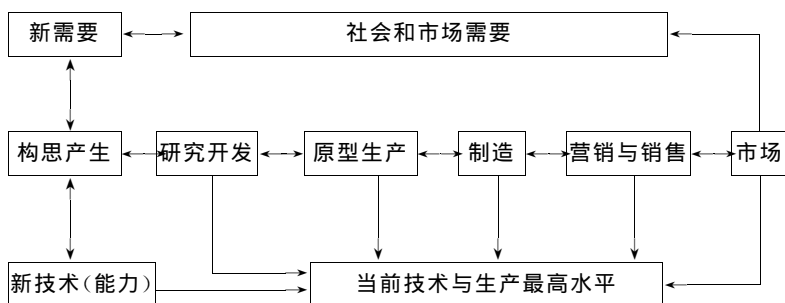 新需要
社会和市场需要
构思产生
研究开发
原型生产
制造
营销与销售
市场
新技术(能力)
当前技术与生产最高水平